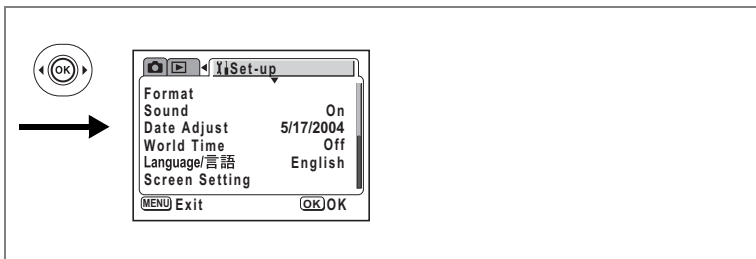 OK
Set-up
Format
Sound On
Date Adjust 5/17/2004
World Time Off
Language/言語 English
Screen Setting
MENU Exit OK OK